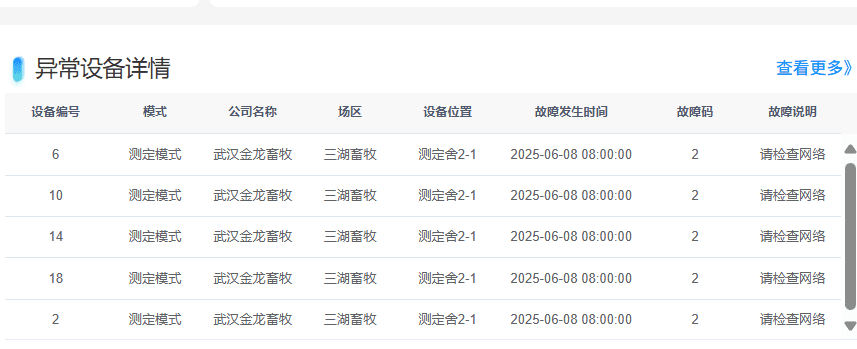 异常设备详情 查看更多》
设备编号 模式 公司名称 场区 设备位置 故障发生时间 故障码 故障说明
6 测定模式 武汉金龙畜牧 三湖畜牧 测定舍2-1 2025-06-08 08:00:00 2 请检查网络
10 测定模式 武汉金龙畜牧 三湖畜牧 测定舍2-1 2025-06-08 08:00:00 2 请检查网络
14 测定模式 武汉金龙畜牧 三湖畜牧 测定舍2-1 2025-06-08 08:00:00 2 请检查网络
18 测定模式 武汉金龙畜牧 三湖畜牧 测定舍2-1 2025-06-08 08:00:00 2 请检查网络
2 测定模式 武汉金龙畜牧 三湖畜牧 测定舍2-1 2025-06-08 08:00:00 2 请检查网络